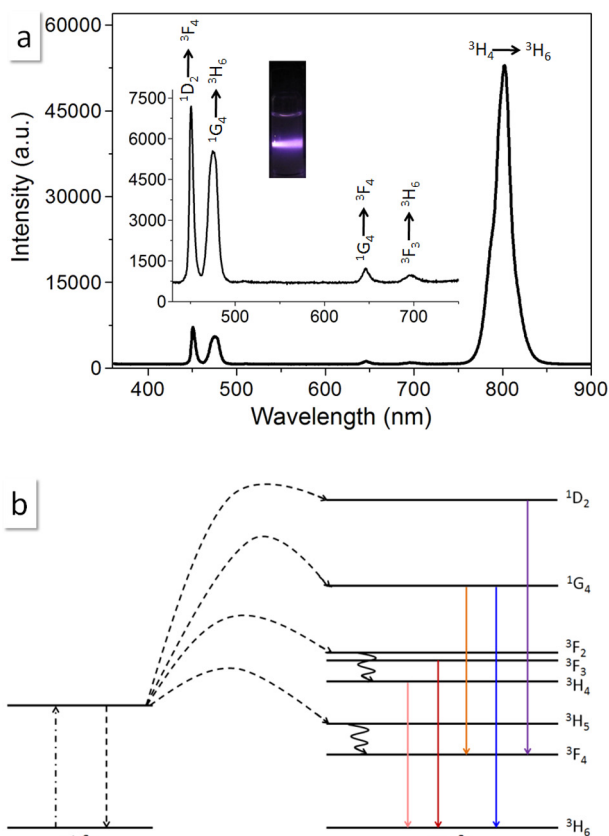 a
60000
45000
30000
15000
0
Intensity (a.u.)
400 500 600 700 800 900
Wavelength (nm)
³H₄ → ³H₆
7500
6000
4500
3000
1500
0
500 600 700
¹D₂ → ³F₄
¹G₄ → ³H₆
¹G₄ → ³F₄
³F₃ → ³H₆
b
¹D₂
¹G₄
³F₂
³F₃
³H₄
³H₅
³F₄
³H₆